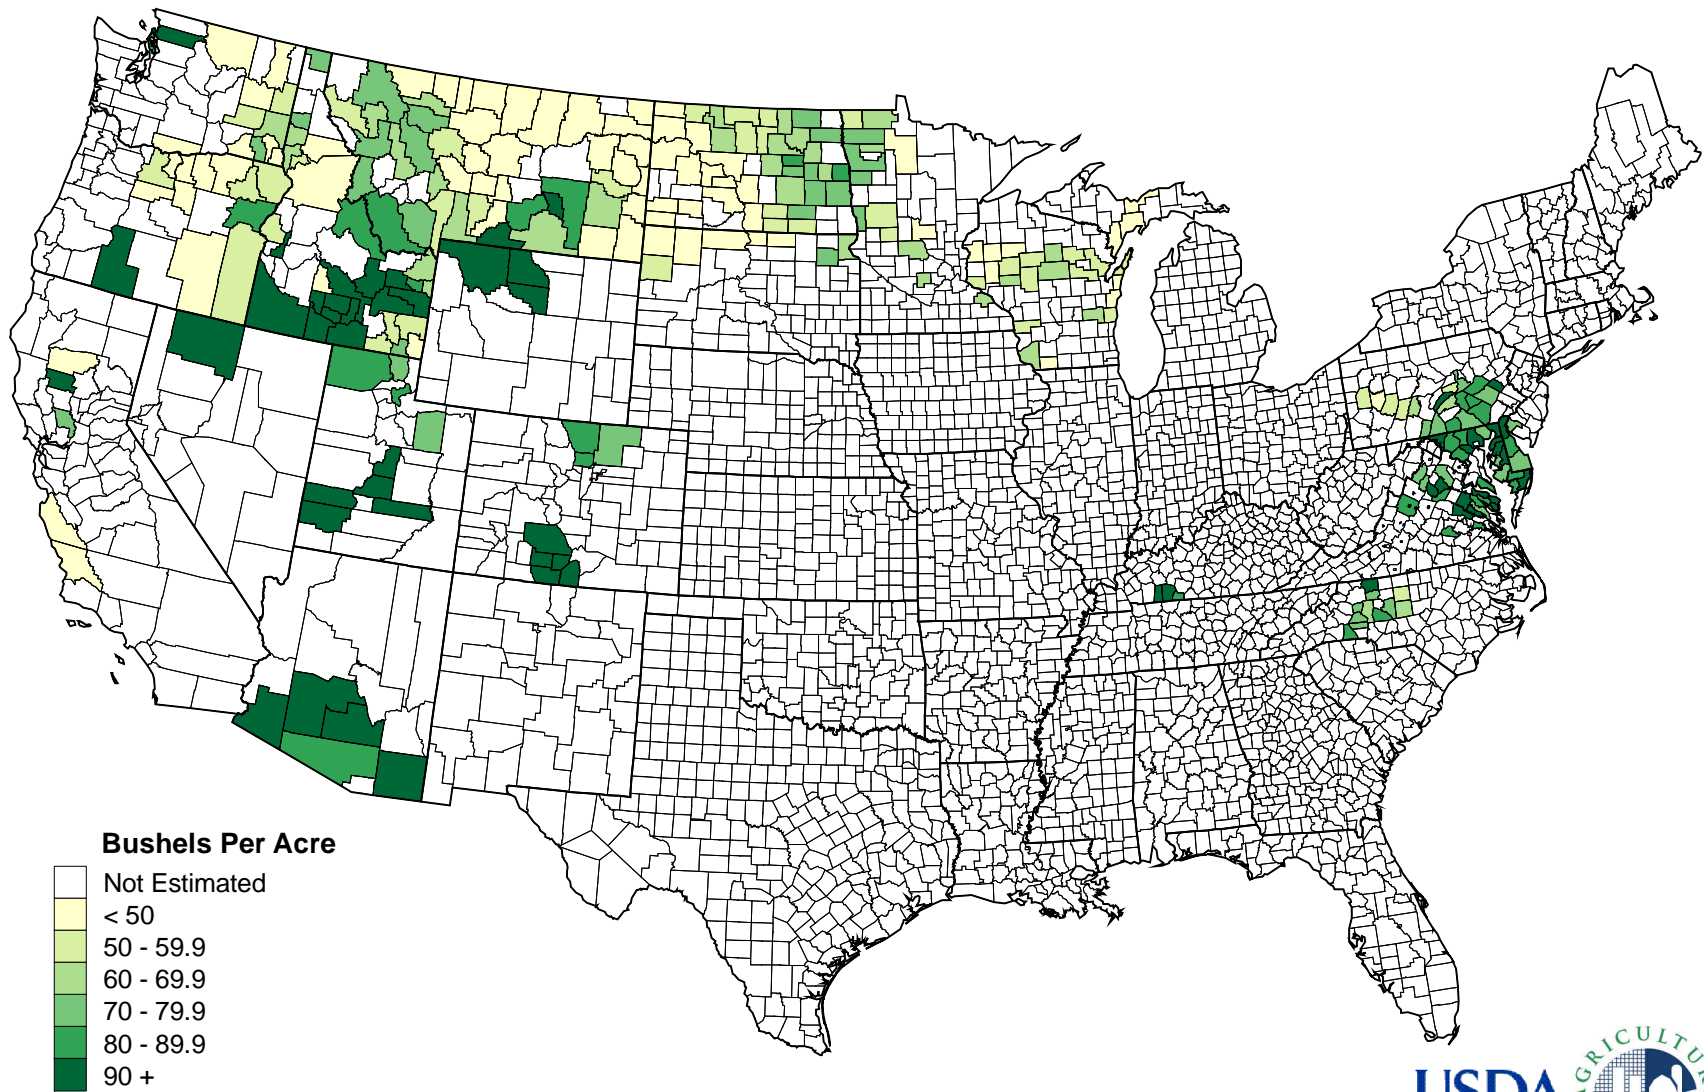 Bushels Per Acre
Not Estimated
< 50
50 - 59.9
60 - 69.9
70 - 79.9
80 - 89.9
90 +
USDA
RICULTU